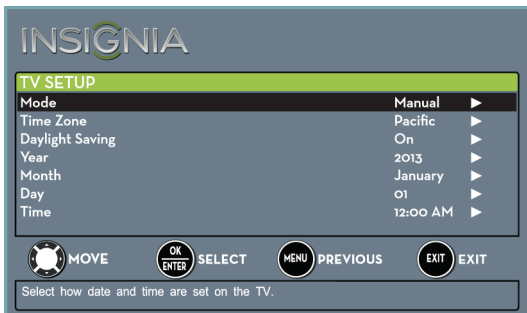 INSIGNIA
TV SETUP
Mode Manual ▶
Time Zone Pacific ▶
Daylight Saving On ▶
Year 2013 ▶
Month January ▶
Day 01 ▶
Time 12:00 AM ▶
MOVE OK ENTER SELECT MENU PREVIOUS EXIT EXIT
Select how date and time are set on the TV.